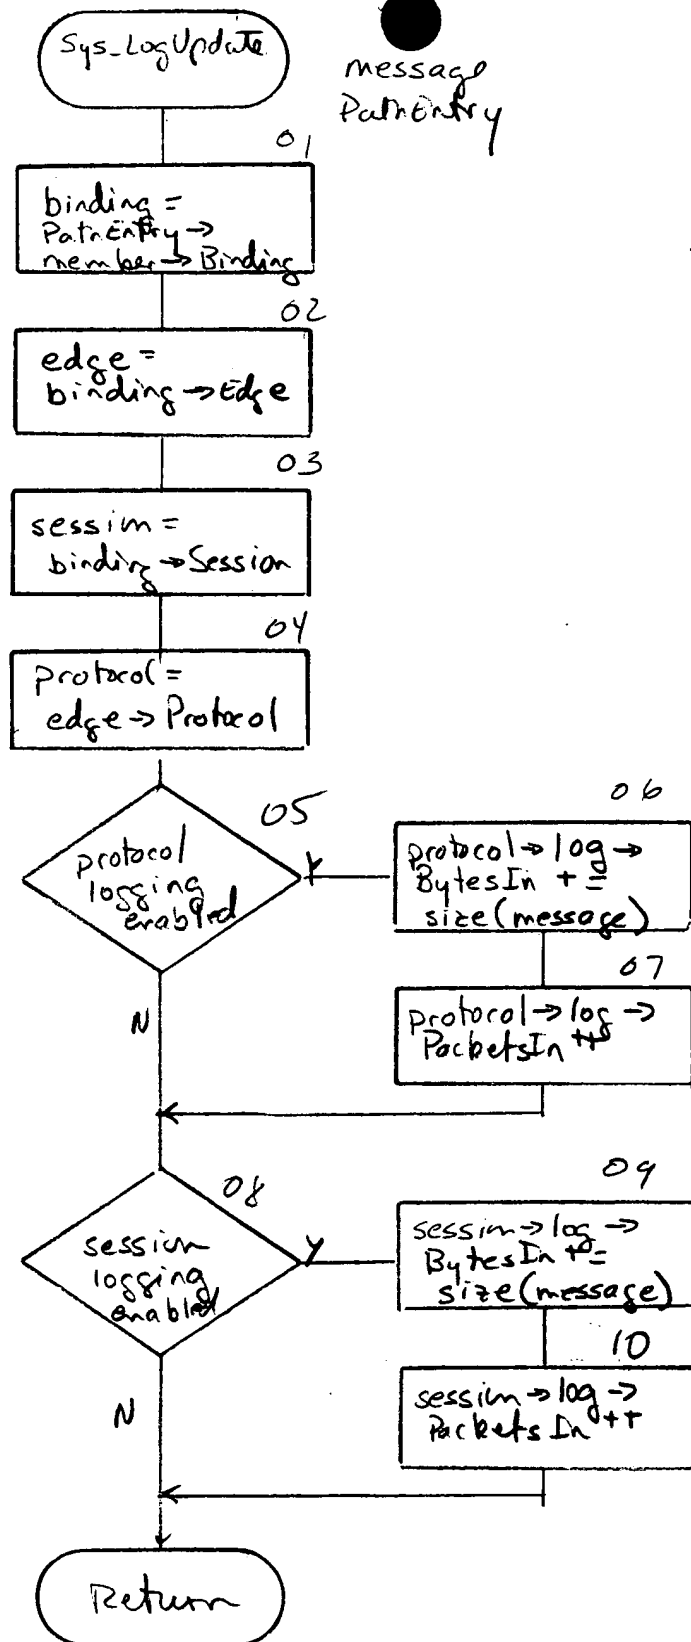 Sys_LogUpdate
message
PathEntry
01
binding =
PathEntry →
member → Binding
02
edge =
binding → Edge
03
session =
binding → Session
04
protocol =
edge → Protocol
05
protocol
logging
enabled
Y
N
06
protocol → log →
BytesIn + =
size(message)
07
protocol → log →
PacketsIn ++
08
session
logging
enabled
Y
N
09
session → log →
BytesIn + =
size(message)
10
session → log →
PacketsIn ++
Return